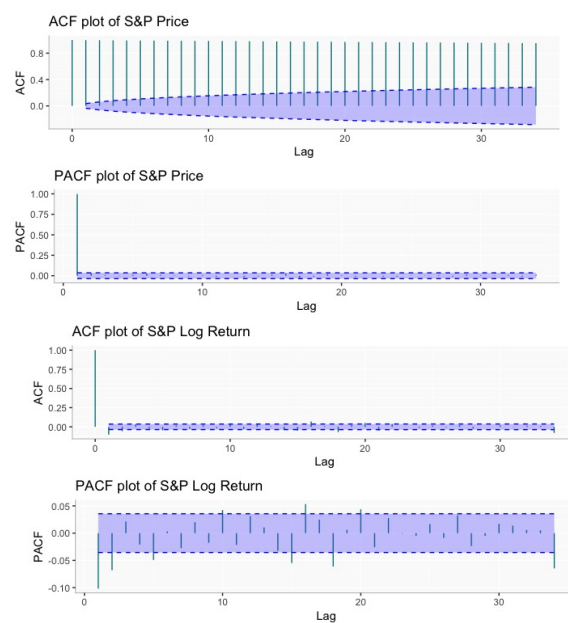 ACF plot of S&P Price
0.8
0.4
0.0
ACF
0 10 20 30
Lag
PACF plot of S&P Price
1.00
0.75
0.50
0.25
0.00
PACF
0 10 20 30
Lag
ACF plot of S&P Log Return
1.00
0.75
0.50
0.25
0.00
ACF
0 10 20 30
Lag
PACF plot of S&P Log Return
0.05
0.00
-0.05
-0.10
PACF
0 10 20 30
Lag